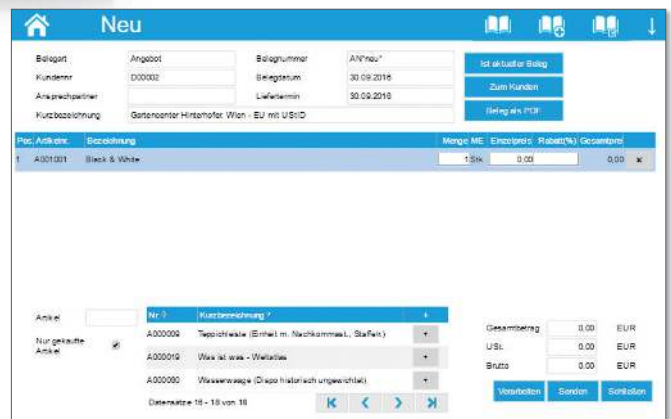 Neu
Belegart Angebot Belegnummer AN*neu* Ist aktueller Beleg
Kundennr D00002 Belegdatum 30.09.2016 Zum Kunden
Ansprechpartner Liefertermin 30.09.2016
Kurzbezeichnung Gartencenter Hinterhofer, Wien - EU mit UStID Beleg als PDF
Pos. Artikelnr. Bezeichnung Menge ME Einzelpreis Rabatt(%) Gesamtpreis
1 A001001 Black & White 1 Stk 0,00 0,00 x
Artikel Nr Kurzbezeichnung * +
A000009 Teppichleiste (Einheit m. Nachkommast., Staffelr.) + Gesamtbetrag 0,00 EUR
Nur gekaufte Artikel A000019 Was ist was - Weltatlas + USt. 0,00 EUR
A000080 Wasserwaage (Dispo historisch ungewichtet) + Brutto 0,00 EUR
Datensätze 16 - 18 von 18 Verarbeiten Senden Schließen